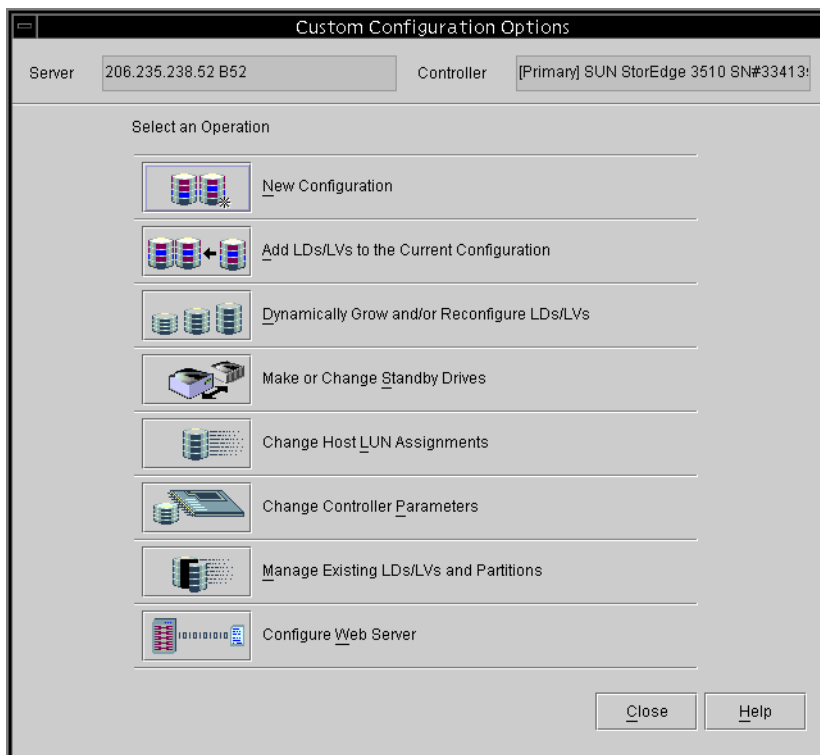 Custom Configuration Options
Server 206.235.238.52 B52 Controller [Primary] SUN StorEdge 3510 SN#33413
Select an Operation
New Configuration
Add LDs/LVs to the Current Configuration
Dynamically Grow and/or Reconfigure LDs/LVs
Make or Change Standby Drives
Change Host LUN Assignments
Change Controller Parameters
Manage Existing LDs/LVs and Partitions
Configure Web Server
Close Help